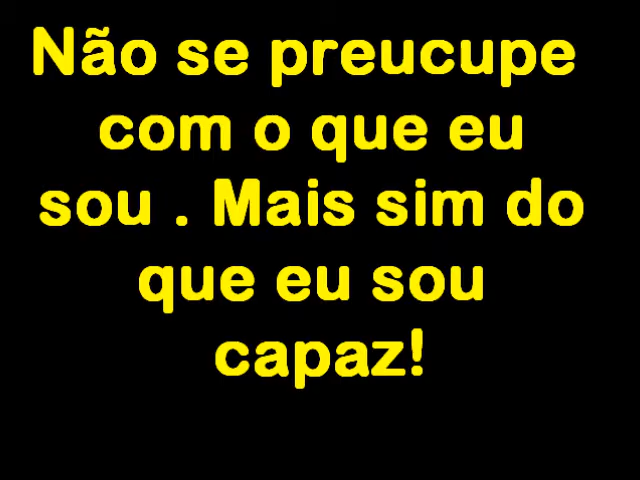 Não se preucupe
com o que eu
sou . Mais sim do
que eu sou
capaz!